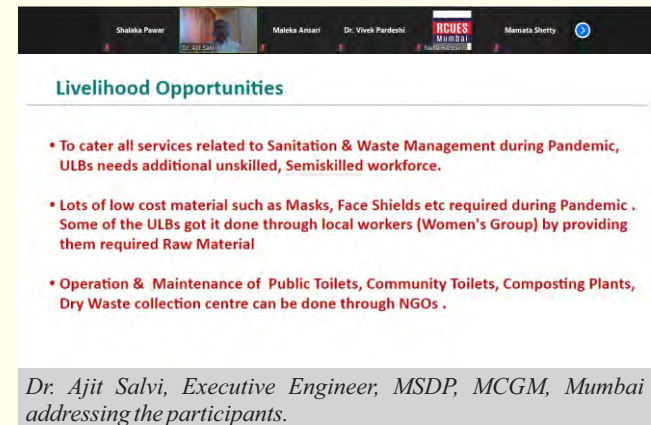 Shalaka Pawar
Dr. Ajit Salvi
Maleka Ansari
Dr. Vivek Pardeshi
RCUES
Mumbai
Mamata Shetty
Livelihood Opportunities
• To cater all services related to Sanitation & Waste Management during Pandemic,
ULBs needs additional unskilled, Semiskilled workforce.
• Lots of low cost material such as Masks, Face Shields etc required during Pandemic .
Some of the ULBs got it done through local workers (Women's Group) by providing
them required Raw Material
• Operation & Maintenance of Public Toilets, Community Toilets, Composting Plants,
Dry Waste collection centre can be done through NGOs .
Dr. Ajit Salvi, Executive Engineer, MSDP, MCGM, Mumbai
addressing the participants.